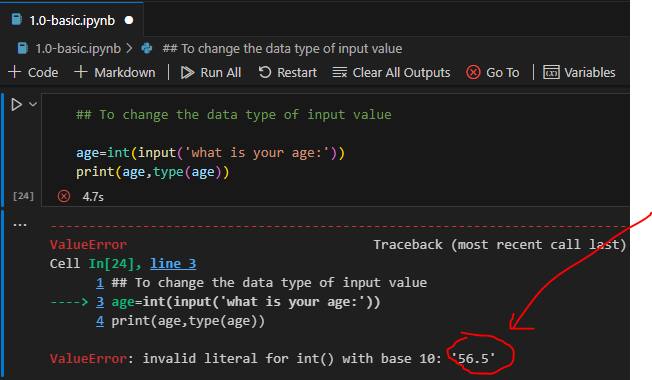 1.0-basic.ipynb ●
1.0-basic.ipynb > ## To change the data type of input value
+ Code + Markdown | Run All Restart Clear All Outputs Go To | Variables
## To change the data type of input value
age=int(input('what is your age:'))
print(age,type(age))
[24] 4.7s
...
---------------------------------------------------------------------------
ValueError Traceback (most recent call last)
Cell In[24], line 3
1 ## To change the data type of input value
----> 3 age=int(input('what is your age:'))
4 print(age,type(age))
ValueError: invalid literal for int() with base 10: '56.5'